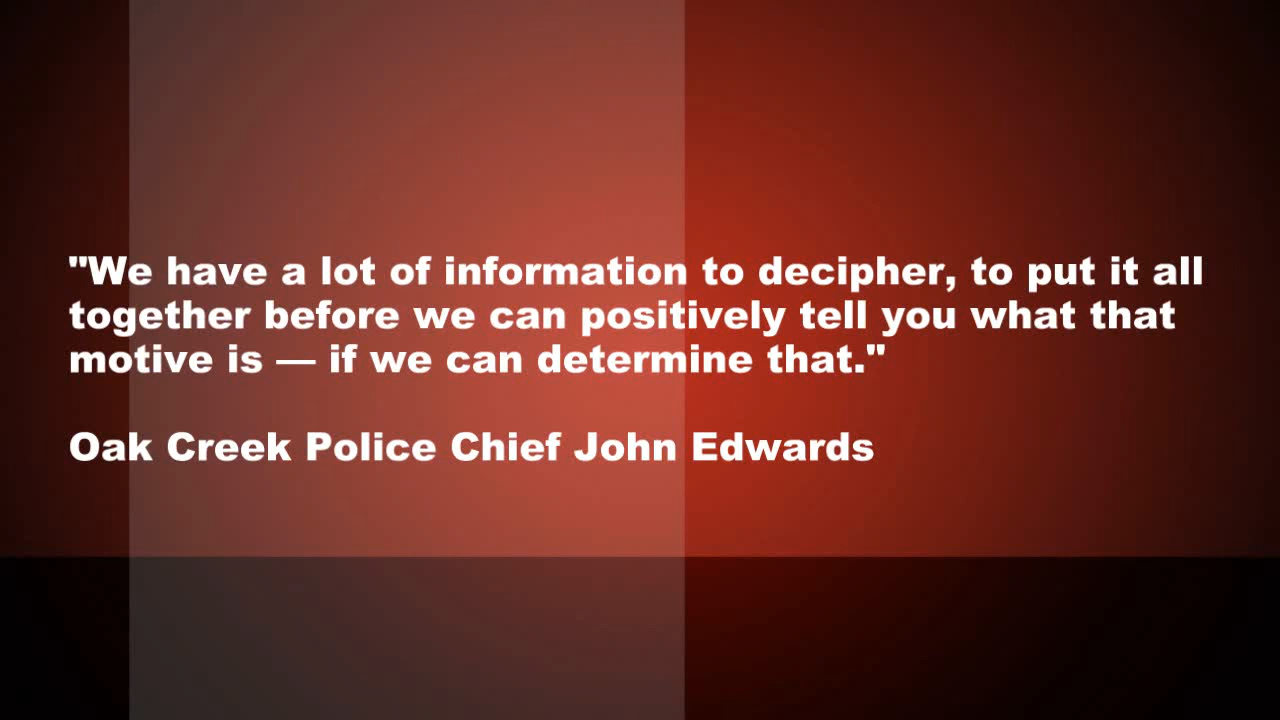 "We have a lot of information to decipher, to put it all
together before we can positively tell you what that
motive is — if we can determine that."
Oak Creek Police Chief John Edwards